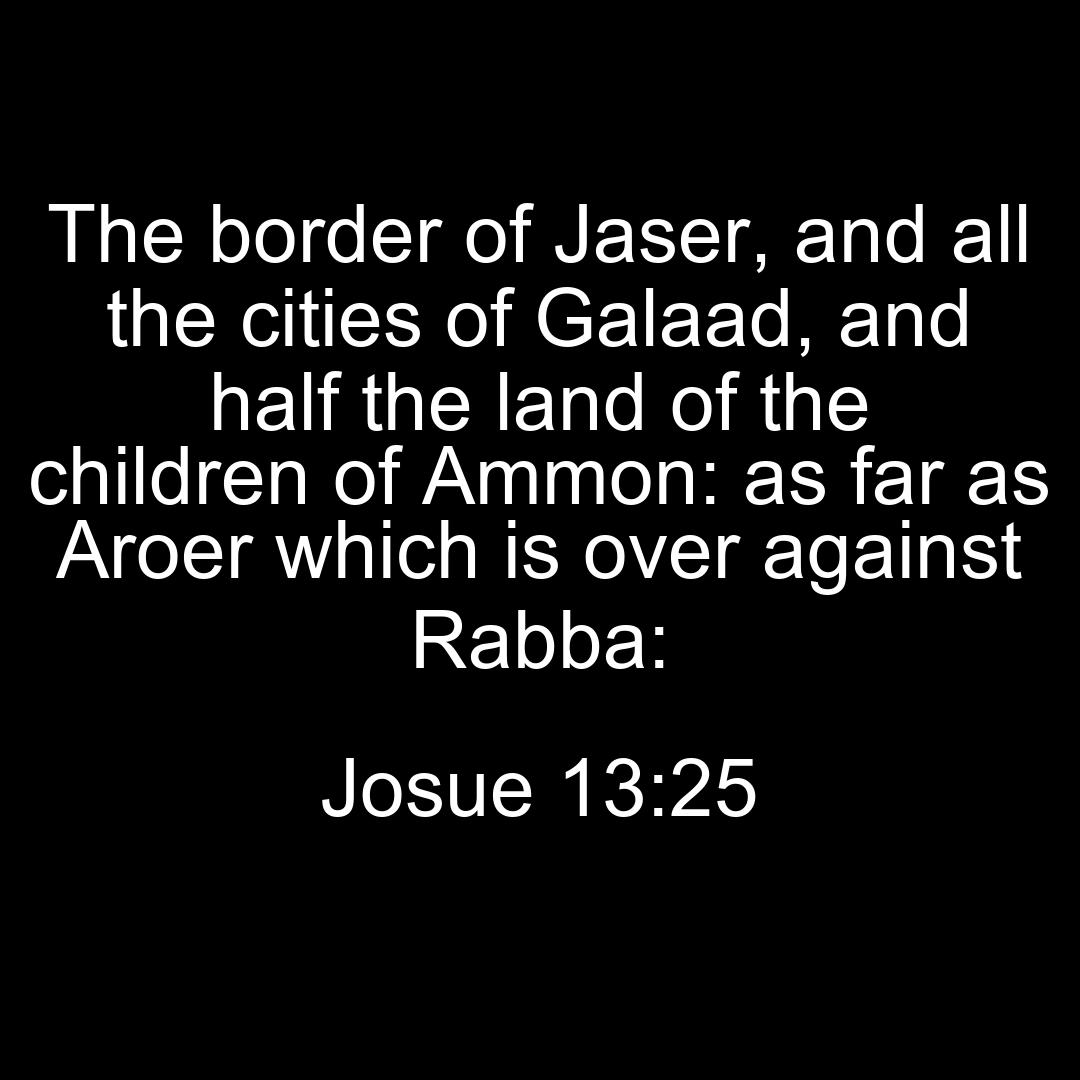 The border of Jaser, and all
the cities of Galaad, and
half the land of the
children of Ammon: as far as
Aroer which is over against
Rabba:
Josue 13:25